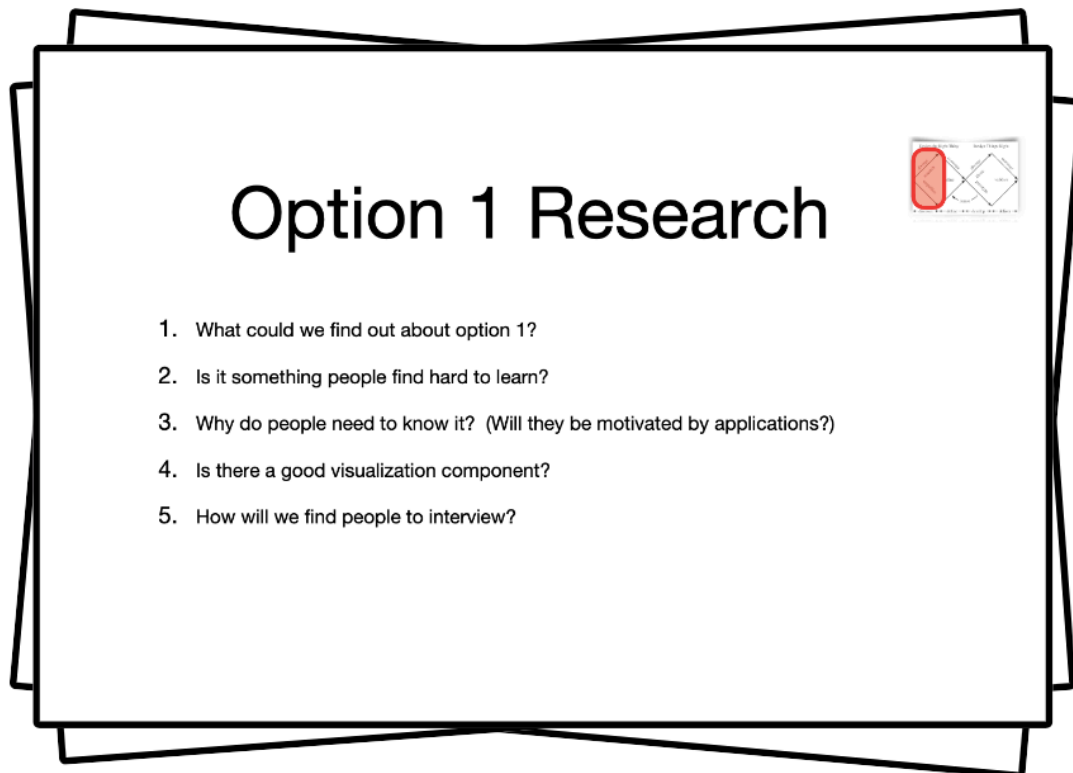 Option 1 Research
1. What could we find out about option 1?
2. Is it something people find hard to learn?
3. Why do people need to know it? (Will they be motivated by applications?)
4. Is there a good visualization component?
5. How will we find people to interview?